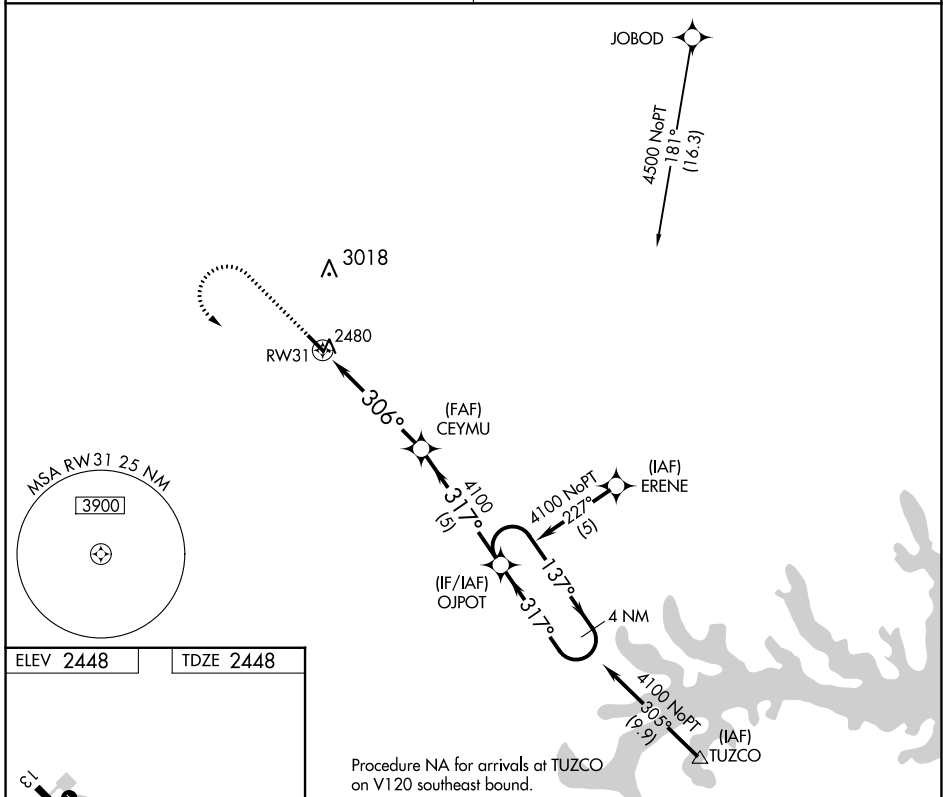 JOBOD
4500 NoPT
181°
(16.3)
3018
2480
RW31
306°
(FAF)
CEYMU
MSA RW31 25 NM
3900
4100
317°
(5)
4100 NoPT
227°
(5)
(IAF)
ERENE
(IF/IAF)
OJPOT
137°
317°
4 NM
4100 NoPT
305°
(9.9)
(IAF)
TUZCO
ELEV 2448
TDZE 2448
13
Procedure NA for arrivals at TUZCO
on V120 southeast bound.